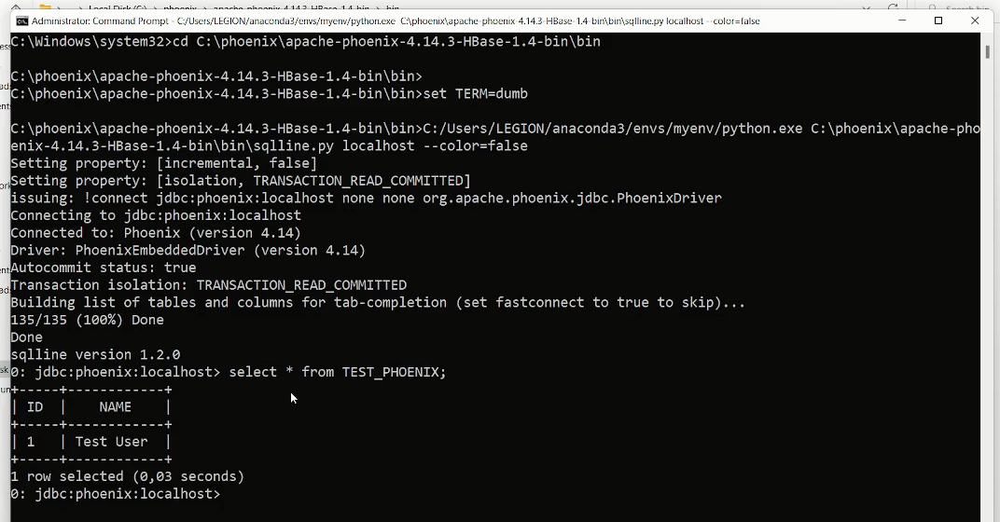 Administrator: Command Prompt - C:/Users/LEGION/anaconda3/envs/myenv/python.exe C:\phoenix\apache-phoenix-4.14.3-HBase-1.4-bin\bin\sqlline.py localhost --color=false
C:\Windows\system32>cd C:\phoenix\apache-phoenix-4.14.3-HBase-1.4-bin\bin
C:\phoenix\apache-phoenix-4.14.3-HBase-1.4-bin\bin>
C:\phoenix\apache-phoenix-4.14.3-HBase-1.4-bin\bin>set TERM=dumb
C:\phoenix\apache-phoenix-4.14.3-HBase-1.4-bin\bin>C:/Users/LEGION/anaconda3/envs/myenv/python.exe C:\phoenix\apache-pho
enix-4.14.3-HBase-1.4-bin\bin\sqlline.py localhost --color=false
Setting property: [incremental, false]
Setting property: [isolation, TRANSACTION_READ_COMMITTED]
issuing: !connect jdbc:phoenix:localhost none none org.apache.phoenix.jdbc.PhoenixDriver
Connecting to jdbc:phoenix:localhost
Connected to: Phoenix (version 4.14)
Driver: PhoenixEmbeddedDriver (version 4.14)
Autocommit status: true
Transaction isolation: TRANSACTION_READ_COMMITTED
Building list of tables and columns for tab-completion (set fastconnect to true to skip)...
135/135 (100%) Done
Done
sqlline version 1.2.0
0: jdbc:phoenix:localhost> select * from TEST_PHOENIX;
+-----+------------+
| ID  |    NAME    |
+-----+------------+
| 1   | Test User  |
+-----+------------+
1 row selected (0,03 seconds)
0: jdbc:phoenix:localhost>